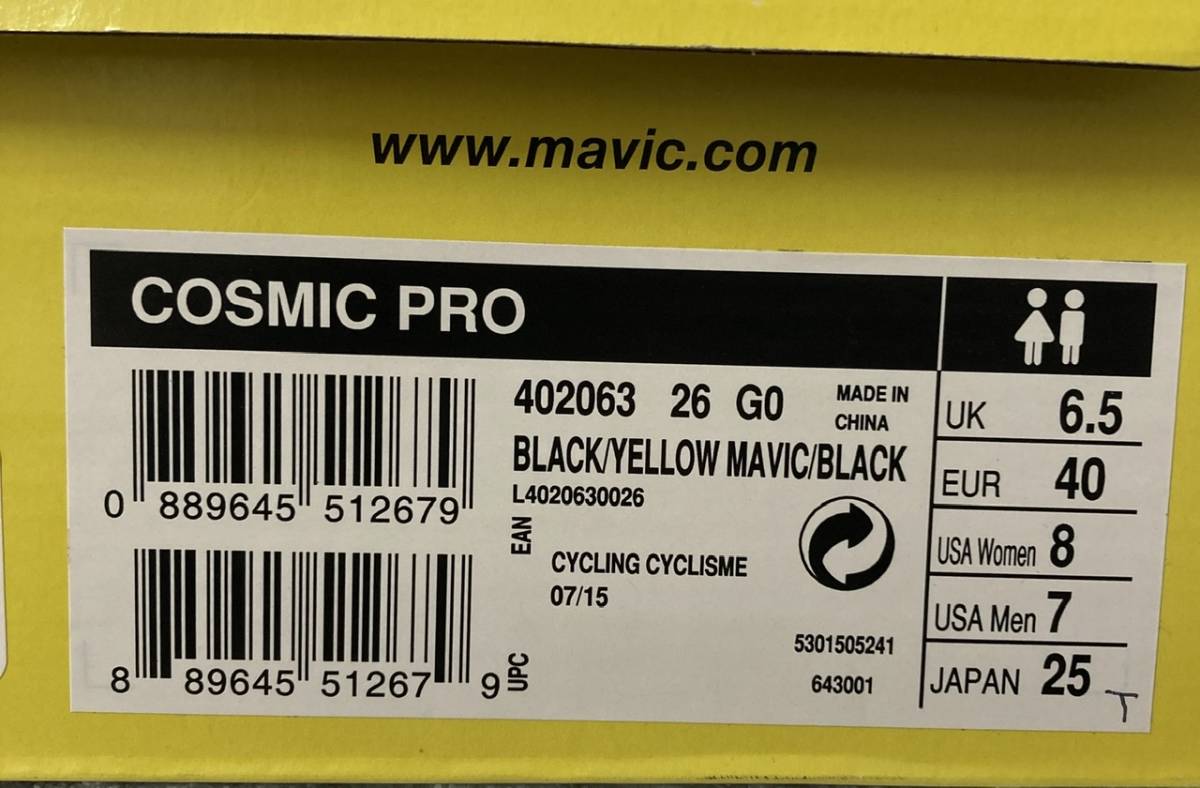 www.mavic.com
COSMIC PRO
402063 26 G0
MADE IN
CHINA
BLACK/YELLOW MAVIC/BLACK
L4020630026
0 889645 512679
EAN
CYCLING CYCLISME
07/15
8 89645 51267 9
UPC
5301505241
643001
UK 6.5
EUR 40
USA Women 8
USA Men 7
JAPAN 25
T